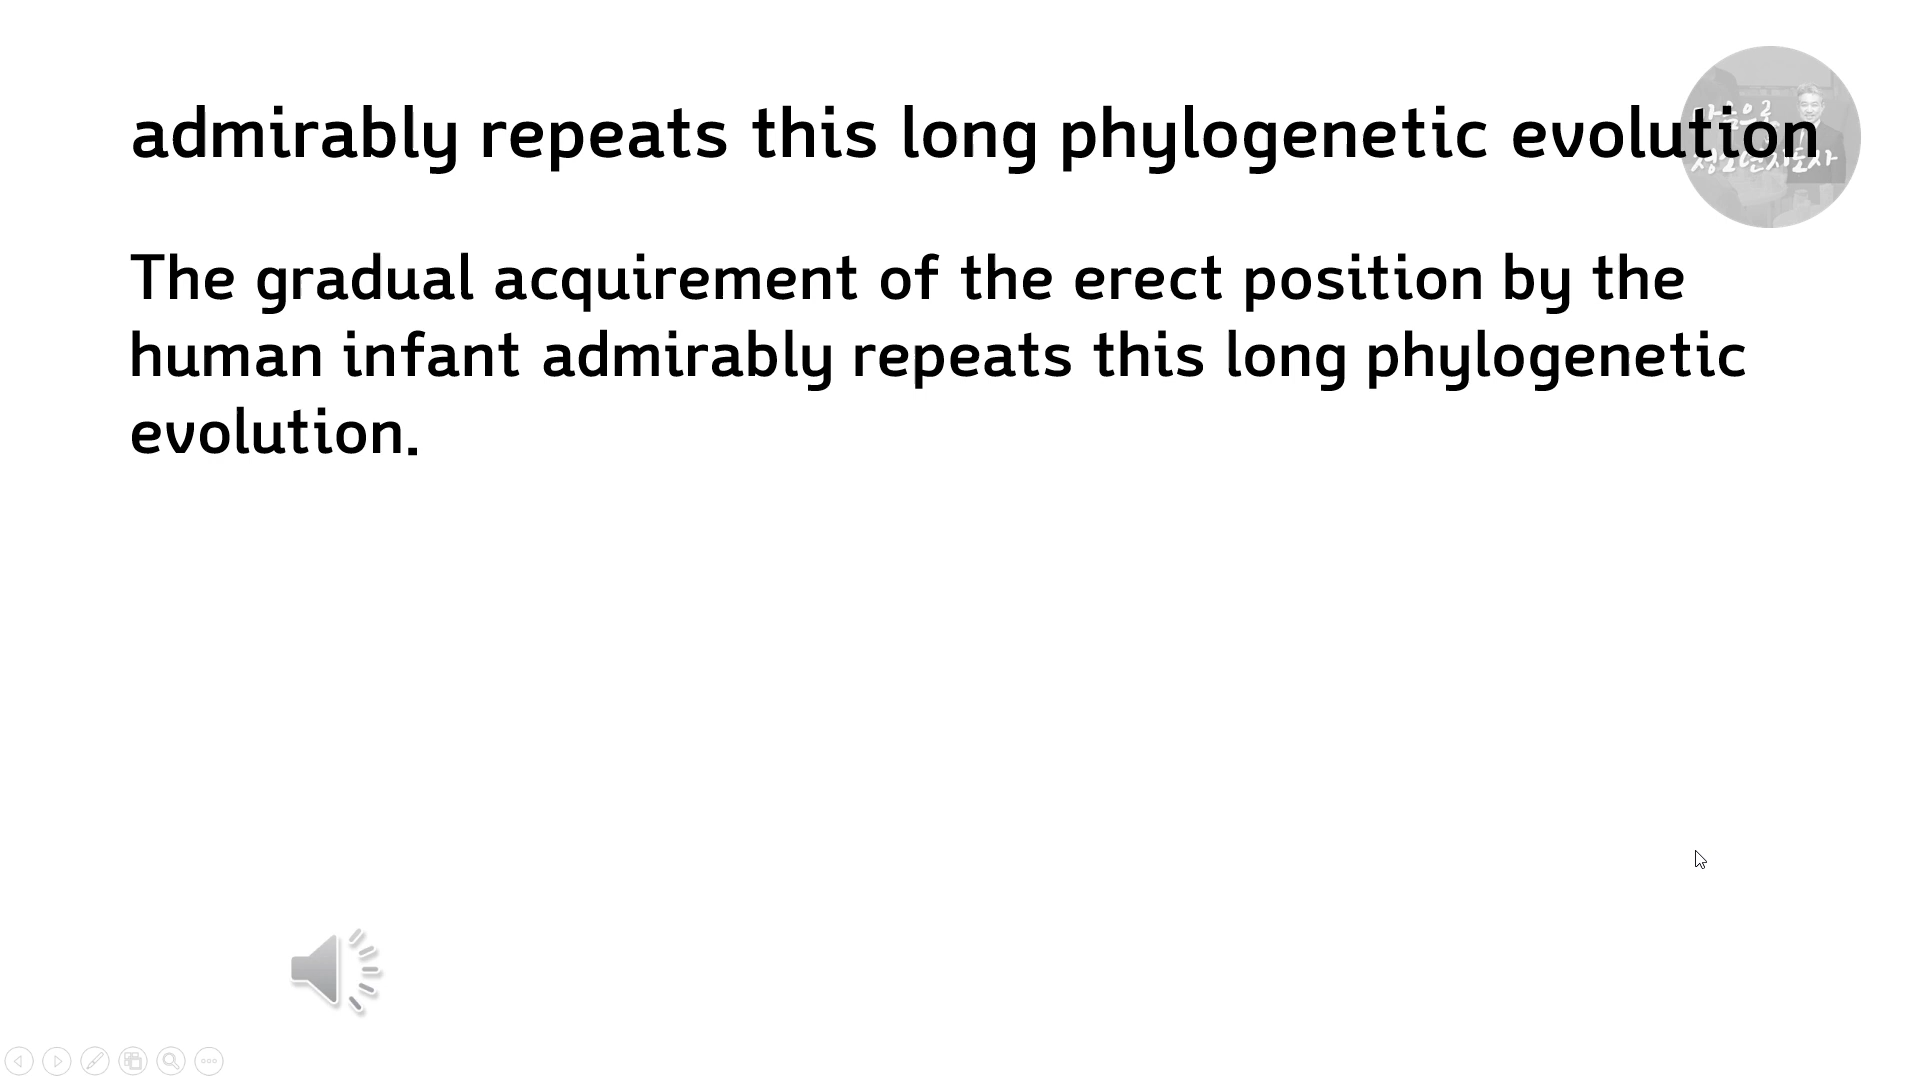 admirably repeats this long phylogenetic evolution
The gradual acquirement of the erect position by the
human infant admirably repeats this long phylogenetic
evolution.